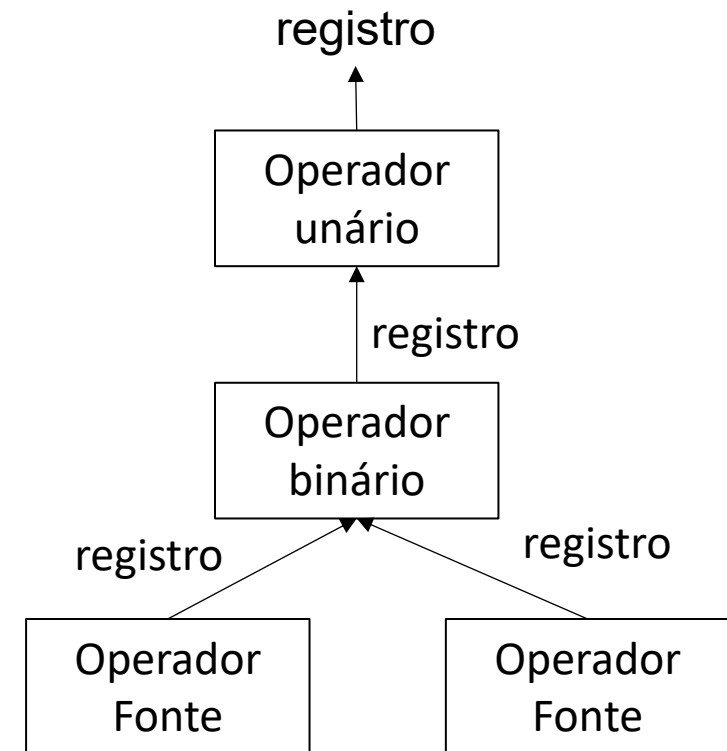 registro
Operador
unário
registro
Operador
binário
registro
registro
Operador
Fonte
Operador
Fonte